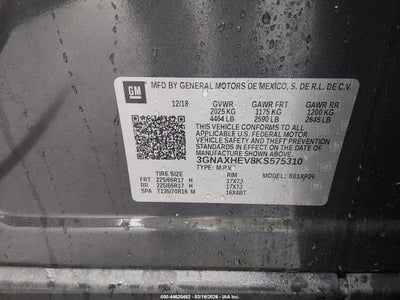 GM
MFD BY GENERAL MOTORS DE MEXICO, S. DE R.L. DE C.V.
12/18 GVWR GAWR FRT GAWR RR
2025 KG 1175 KG 1200 KG
4464 LB 2590 LB 2645 LB
THIS VEHICLE CONFORMS TO ALL
APPLICABLE U.S. FEDERAL MOTOR
VEHICLE SAFETY, BUMPER, AND THEFT
PREVENTION STANDARDS IN EFFECT ON
THE DATE OF MANUFACTURE SHOWN ABOVE.
3GNAXHEV8KS575310
TYPE: M.P.V. MODEL: 001XP26
TIRE SIZE RIM
FRT 225/65R17 H 17X7J
RR 225/65R17 H 17X7J
SPA T135/70R16 M 16X4BT
000-44620482 - 03/16/2026 - IAA Inc.